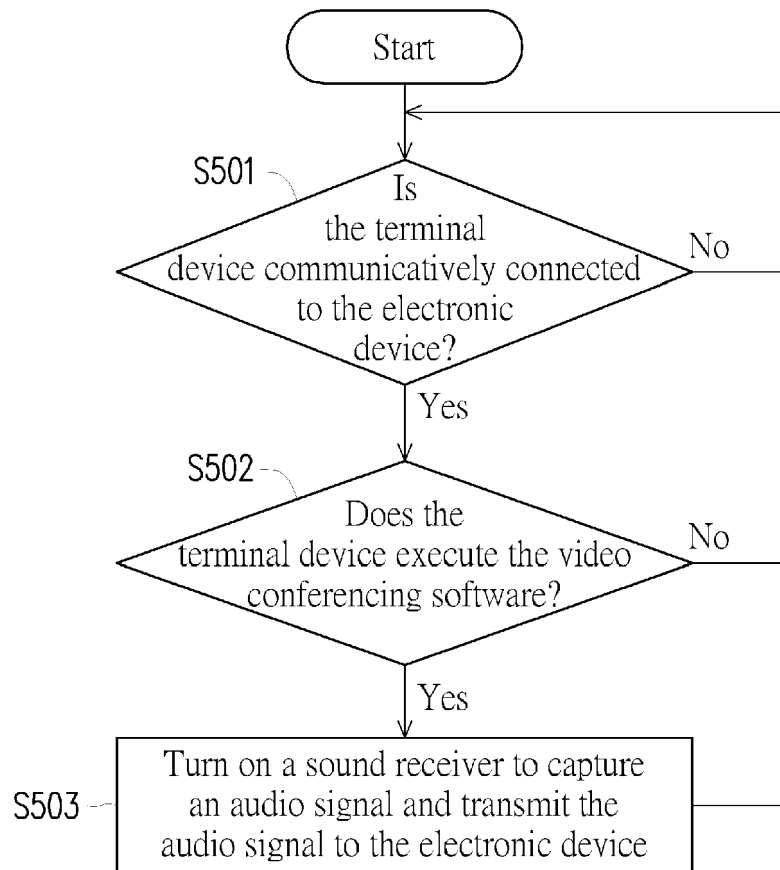 Start
S501
Is
the terminal
device communicatively connected
to the electronic
device?
No
Yes
S502
Does the
terminal device execute the video
conferencing software?
No
Yes
S503
Turn on a sound receiver to capture
an audio signal and transmit the
audio signal to the electronic device